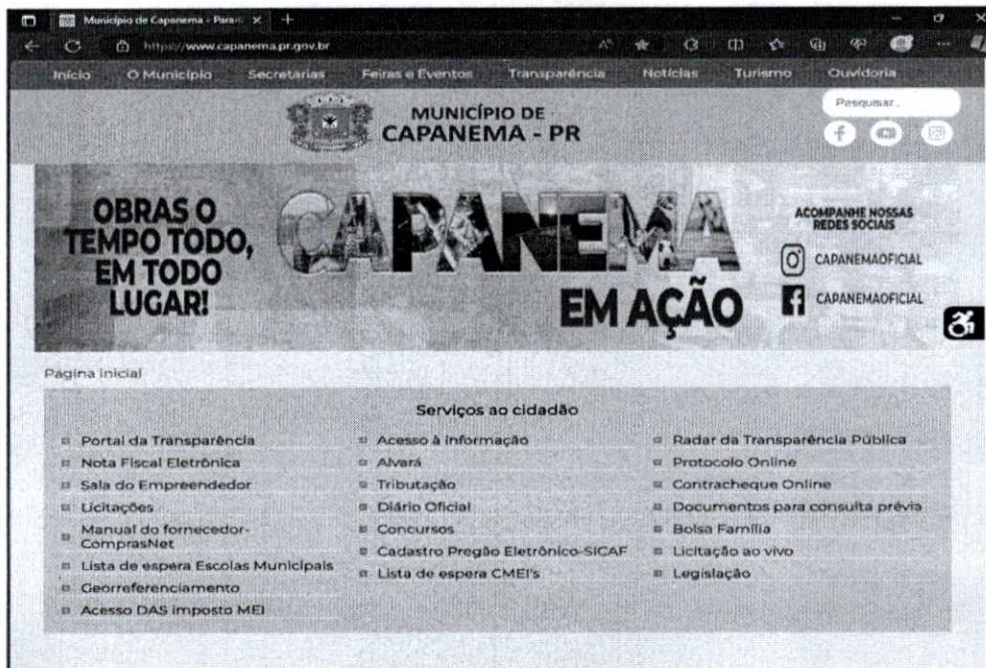 Município de Capanema - Paran
https://www.capanema.pr.gov.br
Início O Município Secretarias Feiras e Eventos Transparência Notícias Turismo Ouvidoria
MUNICÍPIO DE
CAPANEMA - PR
Pesquisar..
OBRAS O
TEMPO TODO,
EM TODO
LUGAR!
CAPANEMA
EM AÇÃO
ACOMPANHE NOSSAS
REDES SOCIAIS
CAPANEMAOFICIAL
CAPANEMAOFICIAL
Página inicial
Serviços ao cidadão
Portal da Transparência
Nota Fiscal Eletrônica
Sala do Empreendedor
Licitações
Manual do fornecedor-
ComprasNet
Lista de espera Escolas Municipais
Georreferenciamento
Acesso DAS imposto MEI
Acesso à informação
Alvará
Tributação
Diário Oficial
Concursos
Cadastro Pregão Eletrônico-SICAF
Lista de espera CMEI's
Radar da Transparência Pública
Protocolo Online
Contracheque Online
Documentos para consulta prévia
Bolsa Família
Licitação ao vivo
Legislação